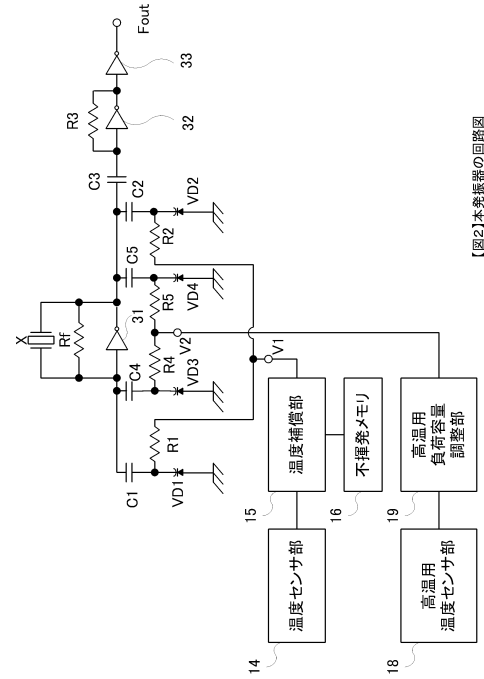 X
Rf
31
C1
VD1
R1
C4
VD3
R4
V2
R5
C5
VD4
R2
C2
VD2
C3
R3
32
33
Fout
V1
14
温度センサ部
15
温度補償部
16
不揮発メモリ
18
高温用
温度センサ部
19
高温用
負荷容量
調整部
【図2】本発振器の回路図